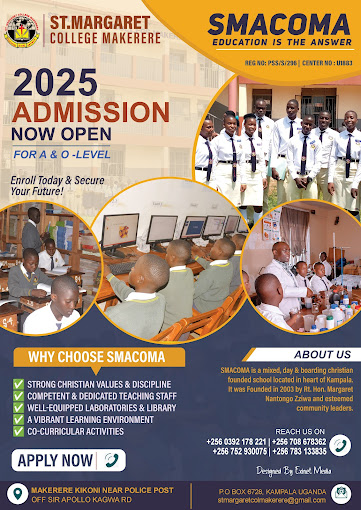 ST.MARGARET
COLLEGE MAKERERE
SMACOMA
EDUCATION IS THE ANSWER
REG NO: PSS/S/296 | CENTER NO : U1883
2025
ADMISSION
NOW OPEN
FOR A & O -LEVEL
Enroll Today & Secure
Your Future!
WHY CHOOSE SMACOMA
STRONG CHRISTIAN VALUES & DISCIPLINE
COMPETENT & DEDICATED TEACHING STAFF
WELL-EQUIPPED LABORATORIES & LIBRARY
A VIBRANT LEARNING ENVIRONMENT
CO-CURRICULAR ACTIVITIES
APPLY NOW
ABOUT US
SMACOMA is a mixed, day & boarding christian
founded school located in heart of Kampala.
It was Founded in 2003 by Rt. Hon. Margaret
Nantongo Zziwa and esteemed
community leaders.
REACH US ON
+256 0392 178 221 | +256 708 678362
+256 752 930075 | +256 783 133835
Designed By Esinet Media
MAKERERE KIKONI NEAR POLICE POST
OFF SIR APOLLO KAGWA RD
P.O BOX 6728, KAMPALA UGANDA
stmargaretcolmakerere@gmail.com